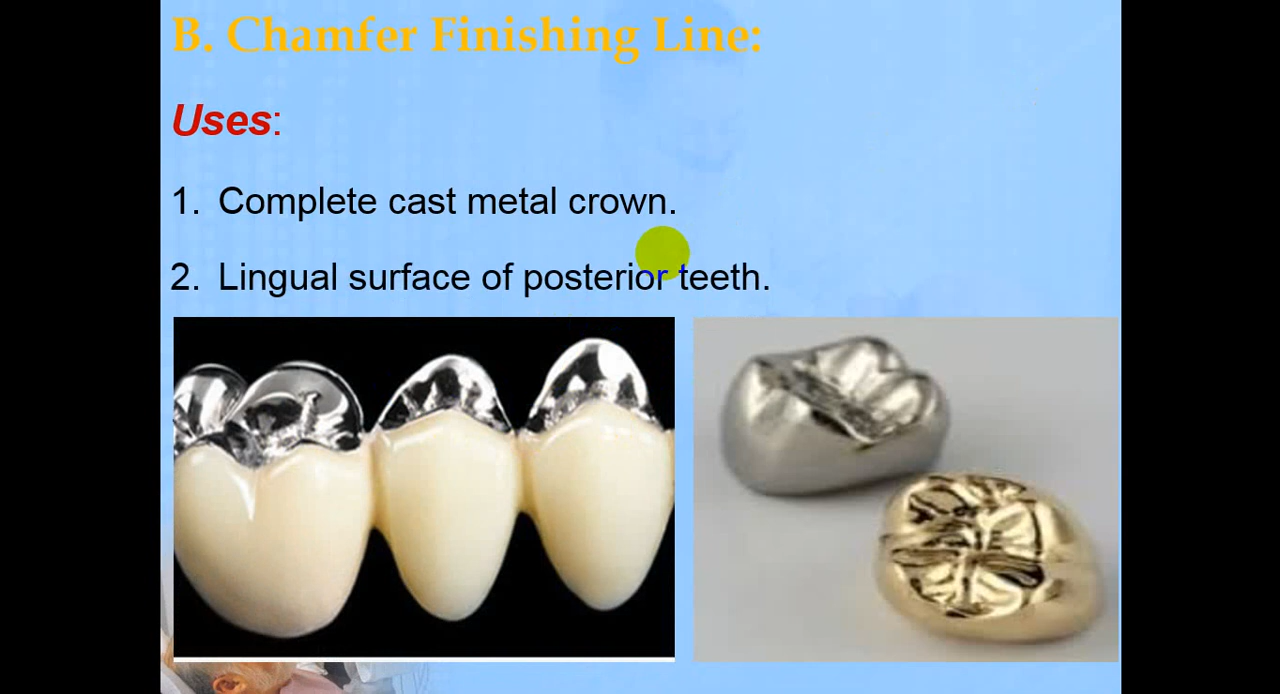 B. Chamfer Finishing Line:
Uses:
1. Complete cast metal crown.
2. Lingual surface of posterior teeth.